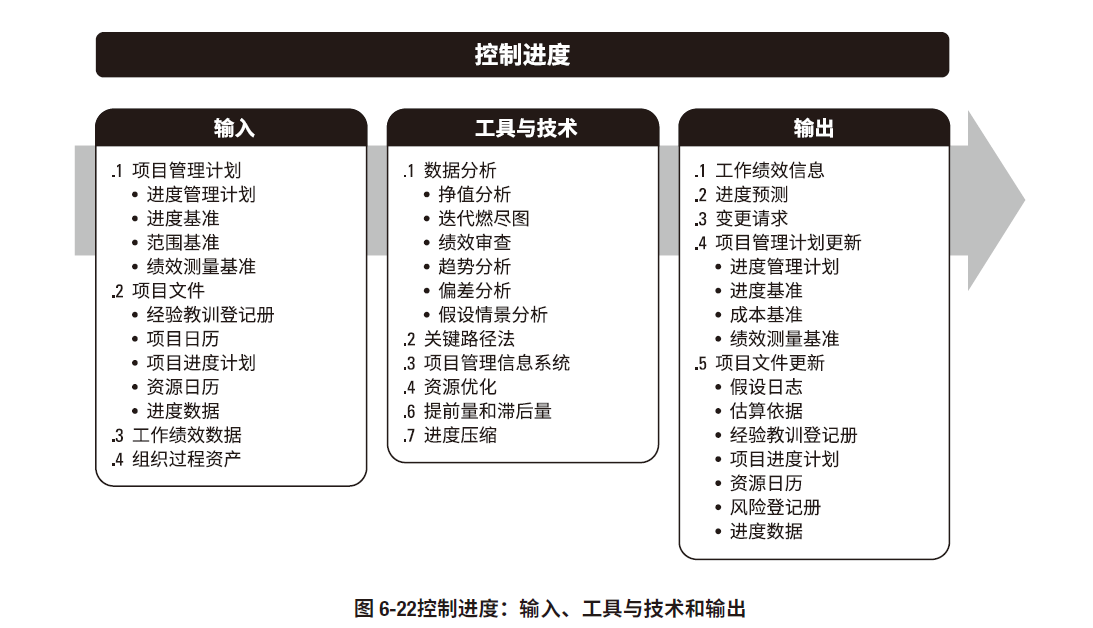 控制进度
输入
.1 项目管理计划
• 进度管理计划
• 进度基准
• 范围基准
• 绩效测量基准
.2 项目文件
• 经验教训登记册
• 项目日历
• 项目进度计划
• 资源日历
• 进度数据
.3 工作绩效数据
.4 组织过程资产
工具与技术
.1 数据分析
• 挣值分析
• 迭代燃尽图
• 绩效审查
• 趋势分析
• 偏差分析
• 假设情景分析
.2 关键路径法
.3 项目管理信息系统
.4 资源优化
.6 提前量和滞后量
.7 进度压缩
输出
.1 工作绩效信息
.2 进度预测
.3 变更请求
.4 项目管理计划更新
• 进度管理计划
• 进度基准
• 成本基准
• 绩效测量基准
.5 项目文件更新
• 假设日志
• 估算依据
• 经验教训登记册
• 项目进度计划
• 资源日历
• 风险登记册
• 进度数据
图 6-22控制进度：输入、工具与技术和输出